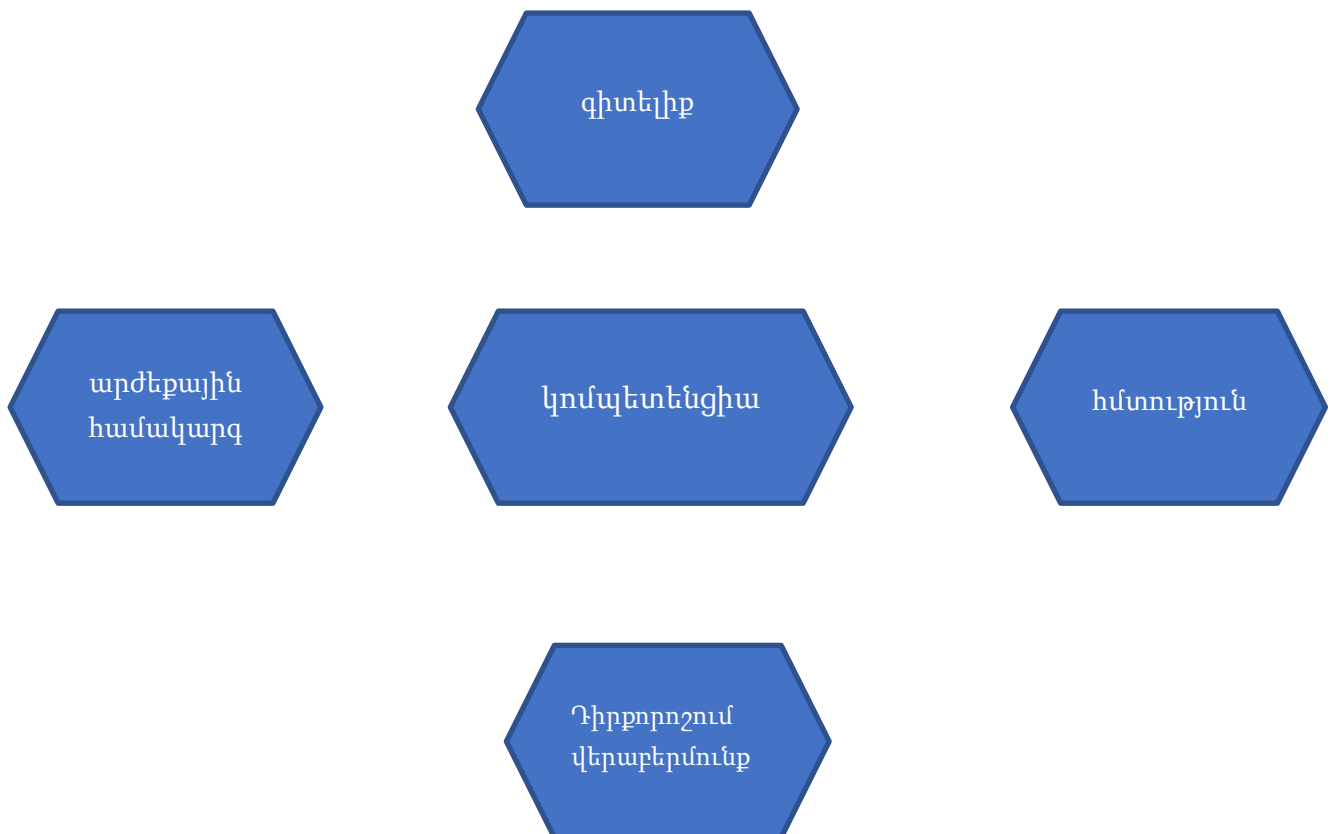 գիտելիք
արժեքային
համակարգ
կոմպետենցիա
հմտություն
Դիրքորոշում
վերաբերմունք